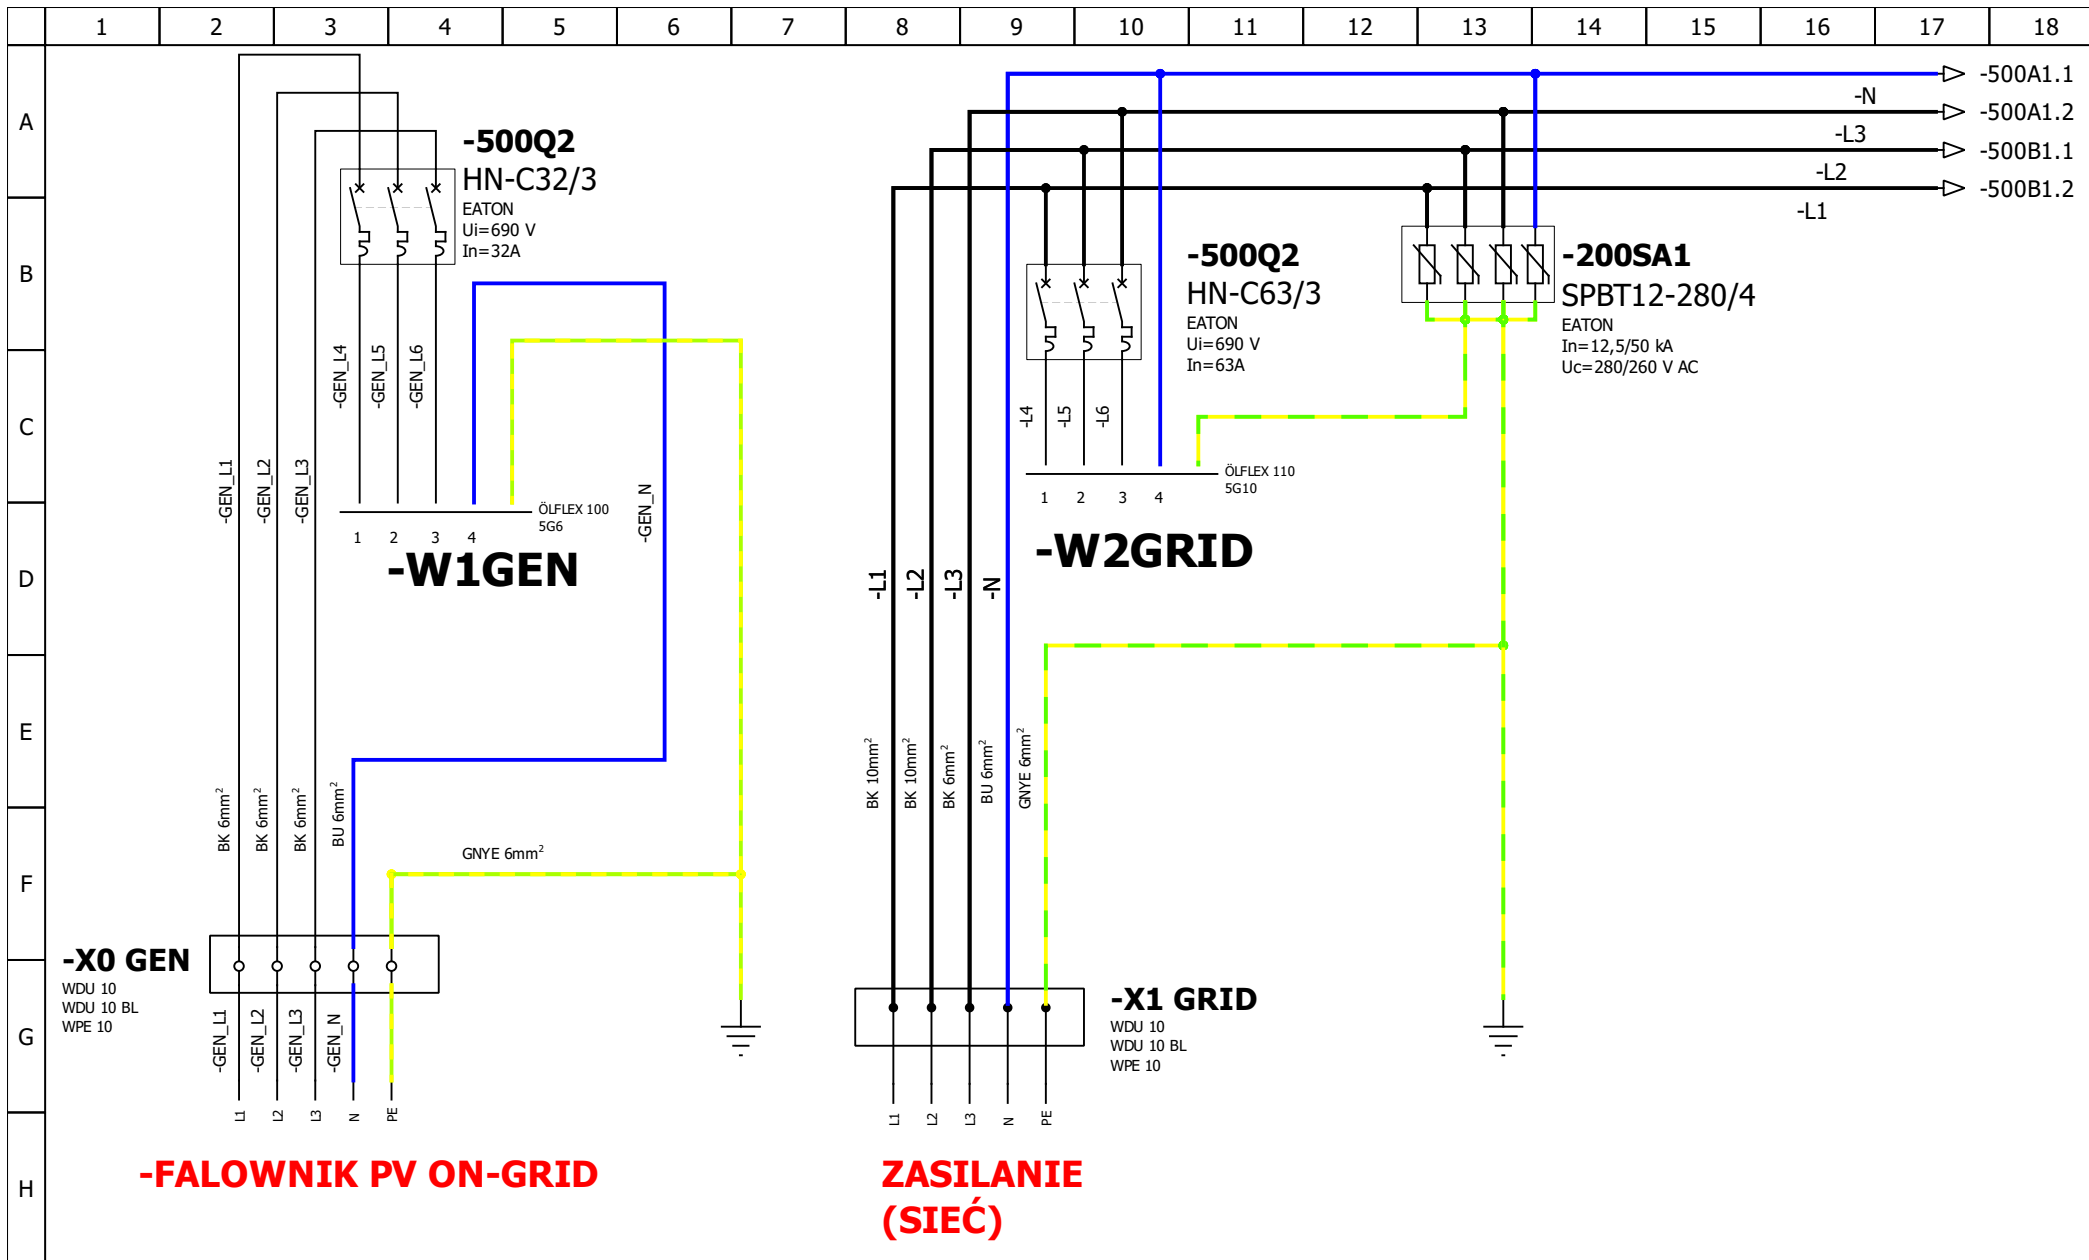 1 2 3 4 5 6 7 8 9 10 11 12 13 14 15 16 17 18
A
B
C
D
E
F
G
H
-500Q2
HN-C32/3
EATON
Ui=690 V
In=32A
-GEN_L4
-GEN_L5
-GEN_L6
-GEN_L1
-GEN_L2
-GEN_L3
-GEN_N
ÖLFLEX 100
5G6
1 2 3 4
-W1GEN
BK 6mm²
BK 6mm²
BK 6mm²
BU 6mm²
GNYE 6mm²
-X0 GEN
WDU 10
WDU 10 BL
WPE 10
-GEN_L1
-GEN_L2
-GEN_L3
-GEN_N
L1
L2
L3
N
PE
-FALOWNIK PV ON-GRID
-500A1.1
-N
-500A1.2
-L3
-500B1.1
-L2
-500B1.2
-L1
-500Q2
HN-C63/3
EATON
Ui=690 V
In=63A
-200SA1
SPBT12-280/4
EATON
In=12,5/50 kA
Uc=280/260 V AC
-L4
-L5
-L6
ÖLFLEX 110
5G10
1 2 3 4
-W2GRID
-L1
-L2
-L3
-N
BK 10mm²
BK 10mm²
BK 6mm²
BU 6mm²
GNYE 6mm²
-X1 GRID
WDU 10
WDU 10 BL
WPE 10
L1
L2
L3
N
PE
ZASILANIE
(SIEĆ)